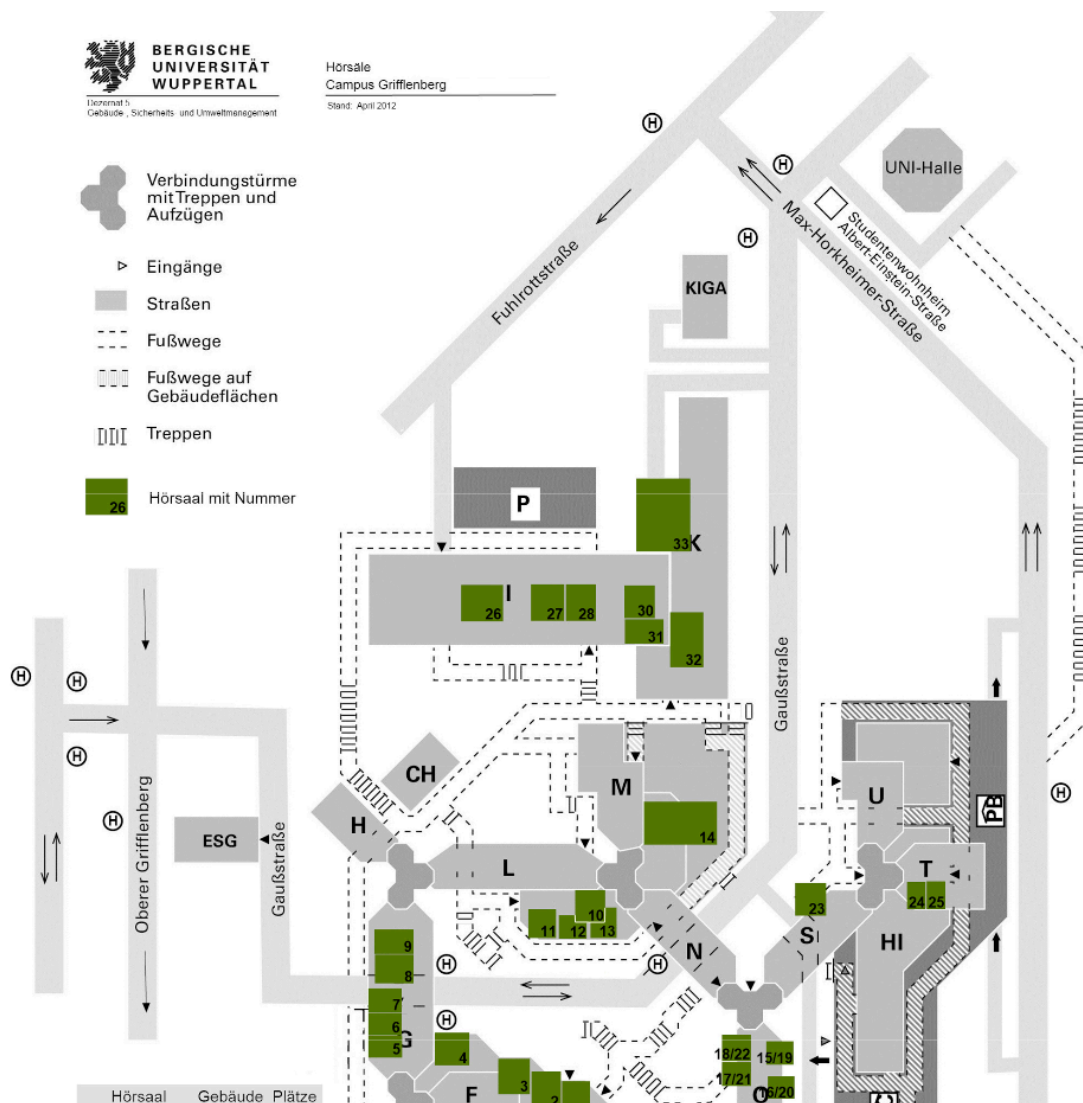 BERGISCHE
UNIVERSITÄT
WUPPERTAL
Dezernat 5
Gebäude-, Sicherheits- und Umweltmanagement
Hörsäle
Campus Grifflenberg
Stand: April 2012
Verbindungstürme
mit Treppen und
Aufzügen
Eingänge
Straßen
Fußwege
Fußwege auf
Gebäudeflächen
Treppen
26
Hörsaal mit Nummer
H
H
H
UNI-Halle
Studentenwohnheim
Albert-Einstein-Straße
Max-Horkheimer-Straße
Fuhlrottstraße
KIGA
P
33
K
I
26
27
28
30
31
32
Gaußstraße
H
H
H
H
H
Oberer Grifflenberg
ESG
Gaußstraße
CH
H
M
14
U
PB
L
T
10
11
12
13
23
24
25
N
S
HI
9
8
H
H
7
6
5
G
H
4
3
2
F
18/22
15/19
17/21
16/20
O
Hörsaal Gebäude Plätze